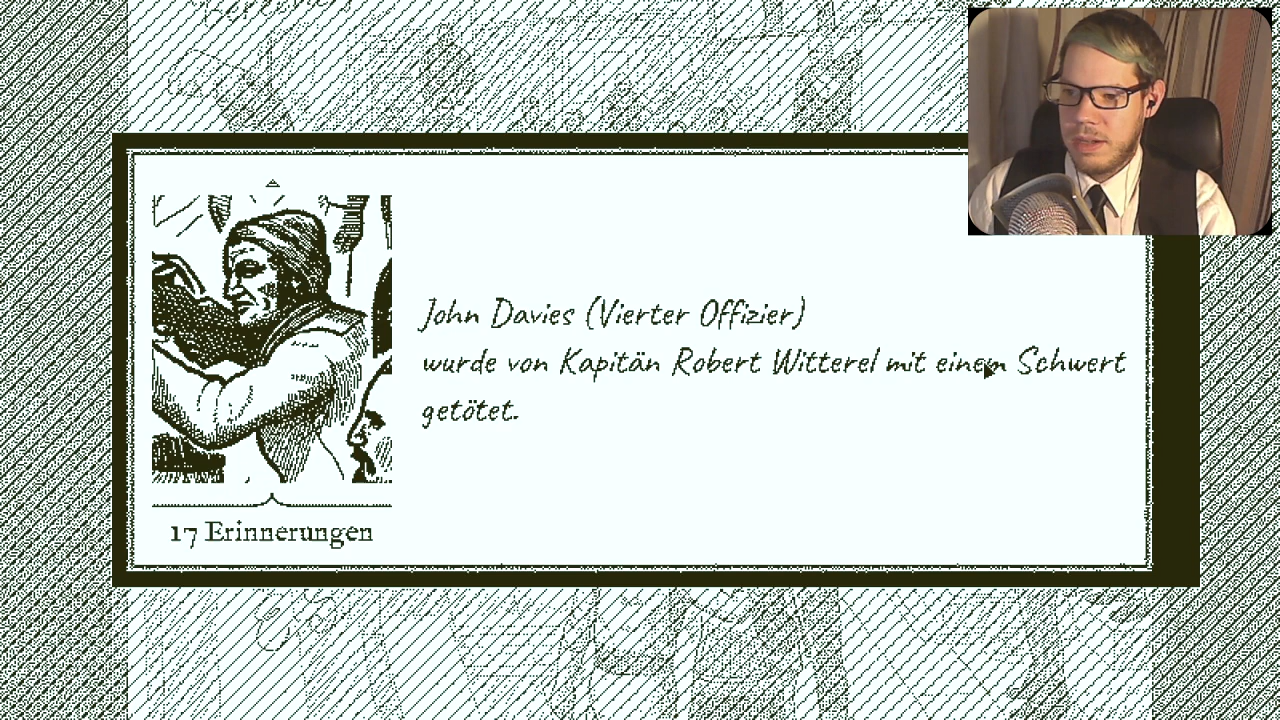 John Davies (Vierter Offizier)
wurde von Kapitän Robert Witterel mit einem Schwert
getötet.
17 Erinnerungen